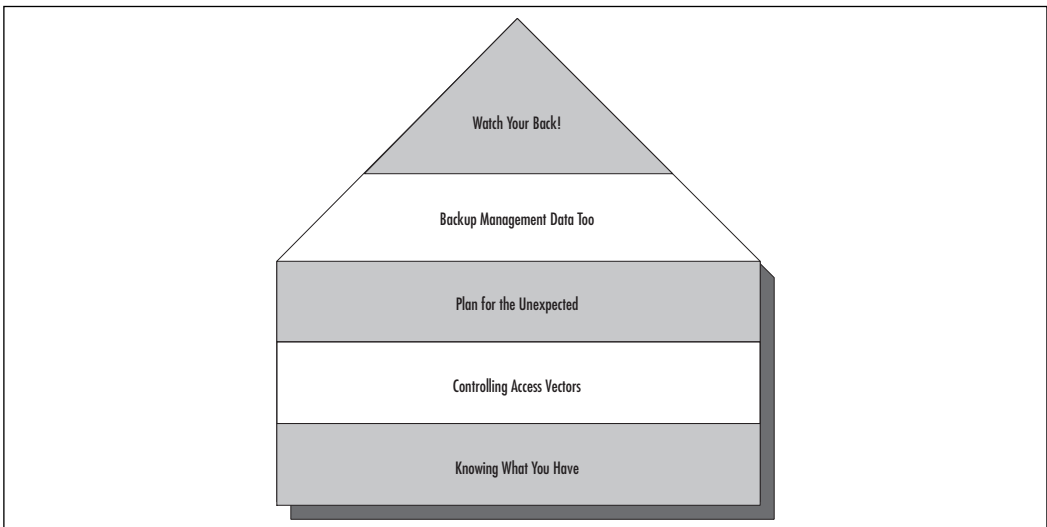 Watch Your Back!
Backup Management Data Too
Plan for the Unexpected
Controlling Access Vectors
Knowing What You Have